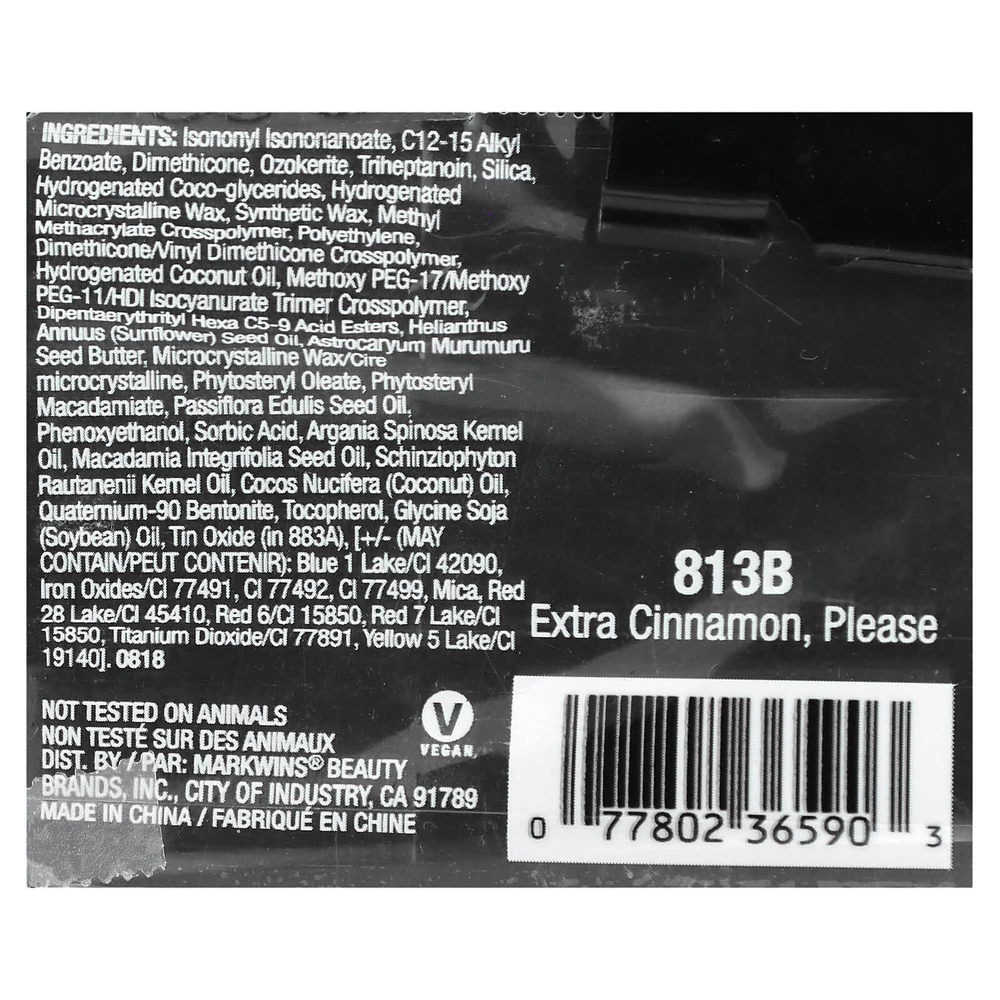 INGREDIENTS: Isononyl Isononanoate, C12-15 Alkyl
Benzoate, Dimethicone, Ozokerite, Triheptanoin, Silica,
Hydrogenated Coco-glycerides, Hydrogenated
Microcrystalline Wax, Synthetic Wax, Methyl
Methacrylate Crosspolymer, Polyethylene,
Dimethicone/Vinyl Dimethicone Crosspolymer,
Hydrogenated Coconut Oil, Methoxy PEG-17/Methoxy
PEG-11/HDI Isocyanurate Trimer Crosspolymer,
Dipentaerythrityl Hexa C5-9 Acid Esters, Helianthus
Annuus (Sunflower) Seed Oil, Astrocaryum Murumuru
Seed Butter, Microcrystalline Wax/Cire
microcrystalline, Phytosteryl Oleate, Phytosteryl
Macadamiate, Passiflora Edulis Seed Oil,
Phenoxyethanol, Sorbic Acid, Argania Spinosa Kernel
Oil, Macadamia Integrifolia Seed Oil, Schinziophyton
Rautanenii Kernel Oil, Cocos Nucifera (Coconut) Oil,
Quaternium-90 Bentonite, Tocopherol, Glycine Soja
(Soybean) Oil, Tin Oxide (in 883A), [+/- (MAY
CONTAIN/PEUT CONTENIR): Blue 1 Lake/CI 42090,
Iron Oxides/CI 77491, CI 77492, CI 77499, Mica, Red
28 Lake/CI 45410, Red 6/CI 15850, Red 7 Lake/CI
15850, Titanium Dioxide/CI 77891, Yellow 5 Lake/CI
19140]. 0818
NOT TESTED ON ANIMALS
NON TESTÉ SUR DES ANIMAUX
DIST. BY / PAR: MARKWINS® BEAUTY
BRANDS, INC., CITY OF INDUSTRY, CA 91789
MADE IN CHINA / FABRIQUÉ EN CHINE
V
VEGAN
813B
Extra Cinnamon, Please
0 77802 36590 3